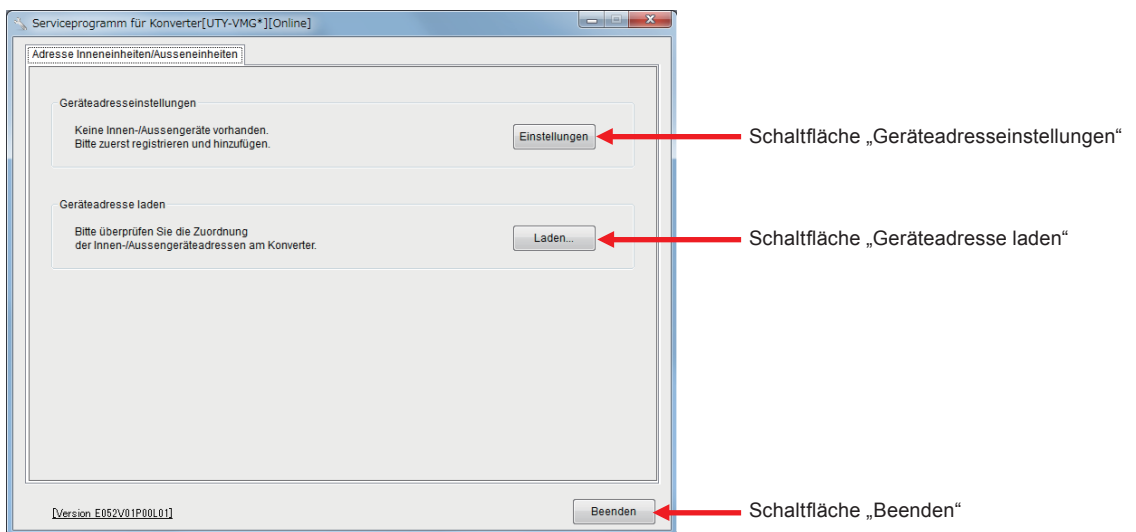 Serviceprogramm für Konverter[UTY-VMG*][Online]
Adresse Inneneinheiten/Ausseneinheiten
Geräteadresseinstellungen
Keine Innen-/Aussengeräte vorhanden.
Bitte zuerst registrieren und hinzufügen.
Einstellungen
Schaltfläche „Geräteadresseinstellungen“
Geräteadresse laden
Bitte überprüfen Sie die Zuordnung
der Innen-/Aussengeräteadressen am Konverter.
Laden...
Schaltfläche „Geräteadresse laden“
[Version E052V01P00L01]
Beenden
Schaltfläche „Beenden“